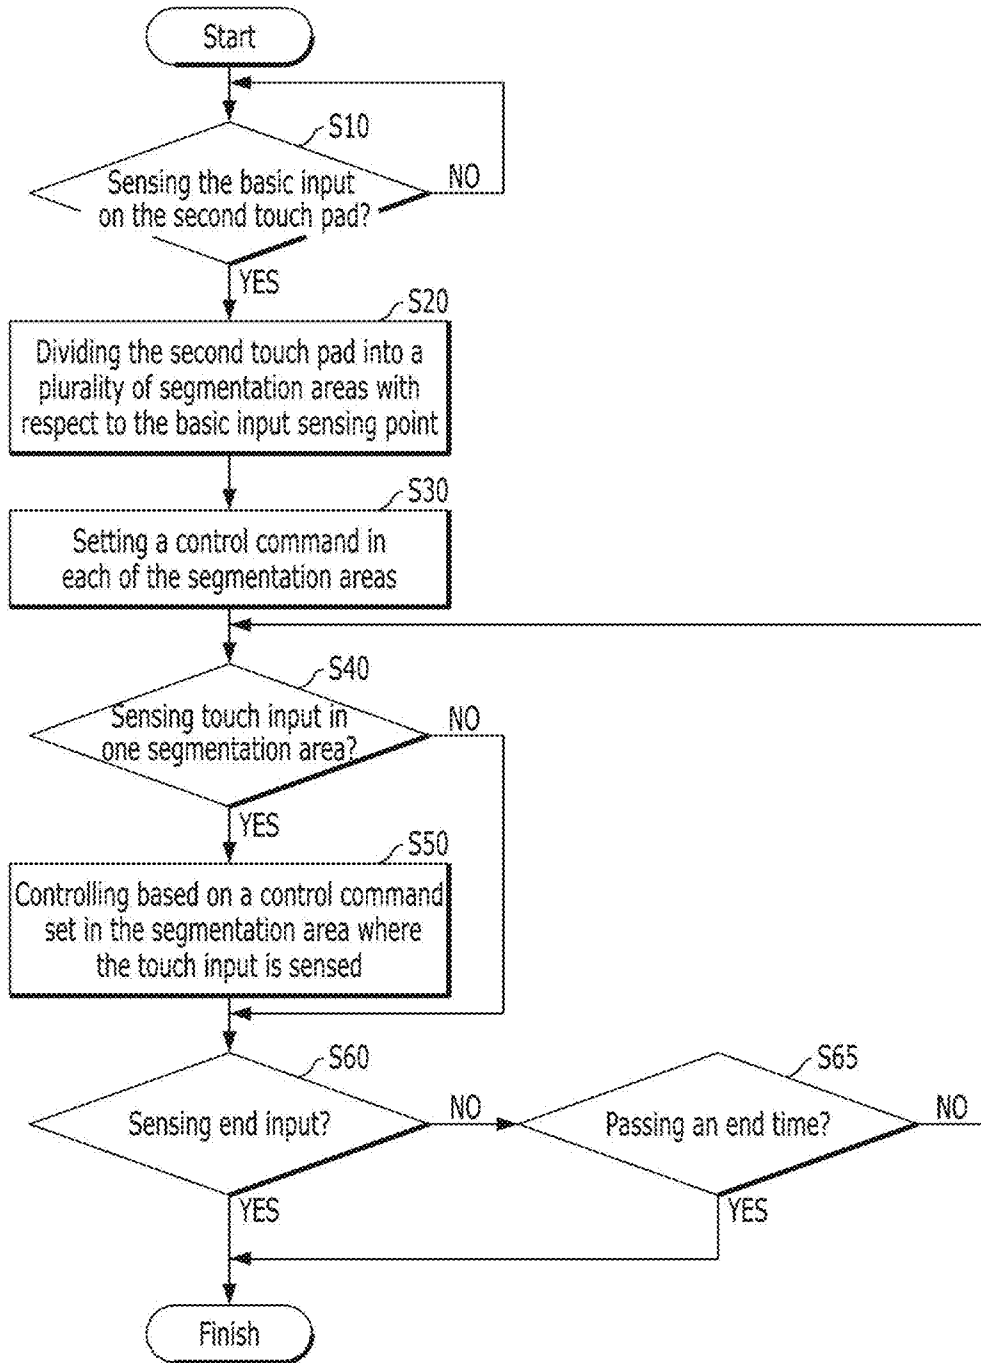 Start
S10
Sensing the basic input
on the second touch pad?
NO
YES
S20
Dividing the second touch pad into a
plurality of segmentation areas with
respect to the basic input sensing point
S30
Setting a control command in
each of the segmentation areas
S40
Sensing touch input in
one segmentation area?
NO
YES
S50
Controlling based on a control command
set in the segmentation area where
the touch input is sensed
S60
Sensing end input?
NO
YES
S65
Passing an end time?
NO
YES
Finish